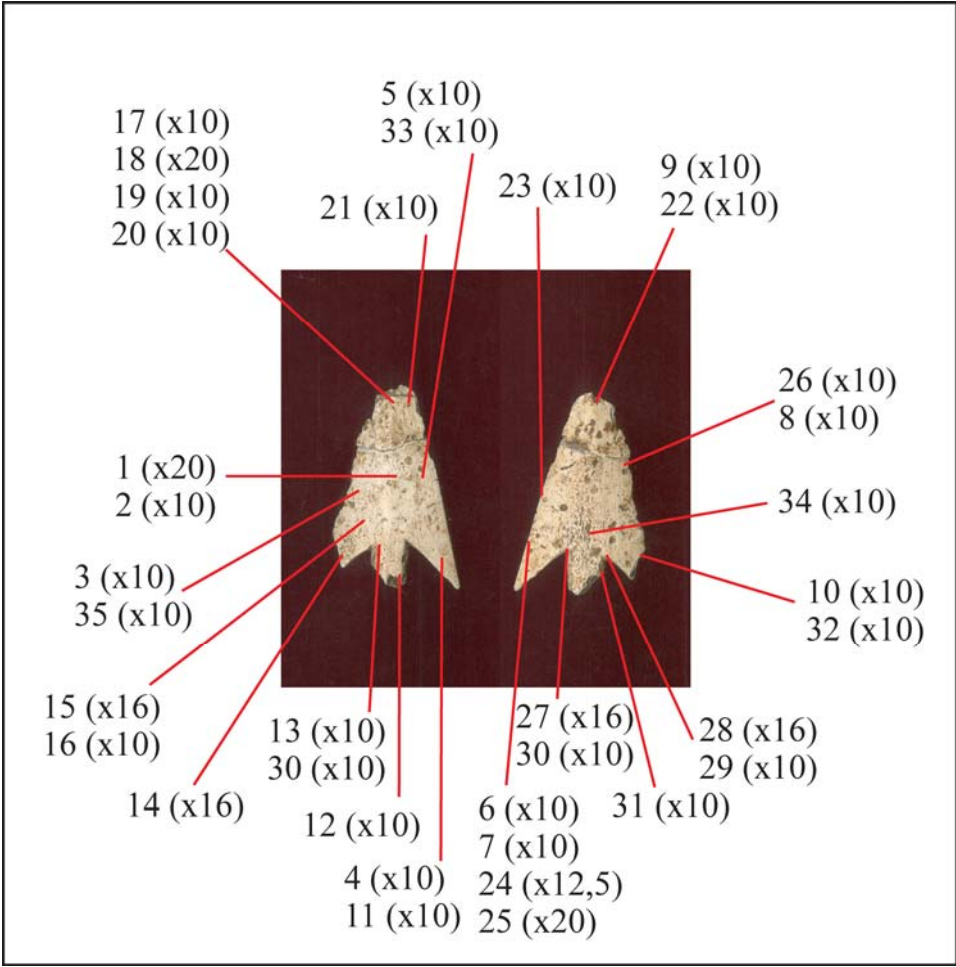 5 (x10)
33 (x10)
17 (x10)
18 (x20)
19 (x10)
20 (x10)
21 (x10)
23 (x10)
9 (x10)
22 (x10)
26 (x10)
8 (x10)
1 (x20)
2 (x10)
34 (x10)
3 (x10)
35 (x10)
10 (x10)
32 (x10)
15 (x16)
16 (x10)
13 (x10)
30 (x10)
27 (x16)
30 (x10)
28 (x16)
29 (x10)
14 (x16)
12 (x10)
31 (x10)
4 (x10)
11 (x10)
6 (x10)
7 (x10)
24 (x12,5)
25 (x20)